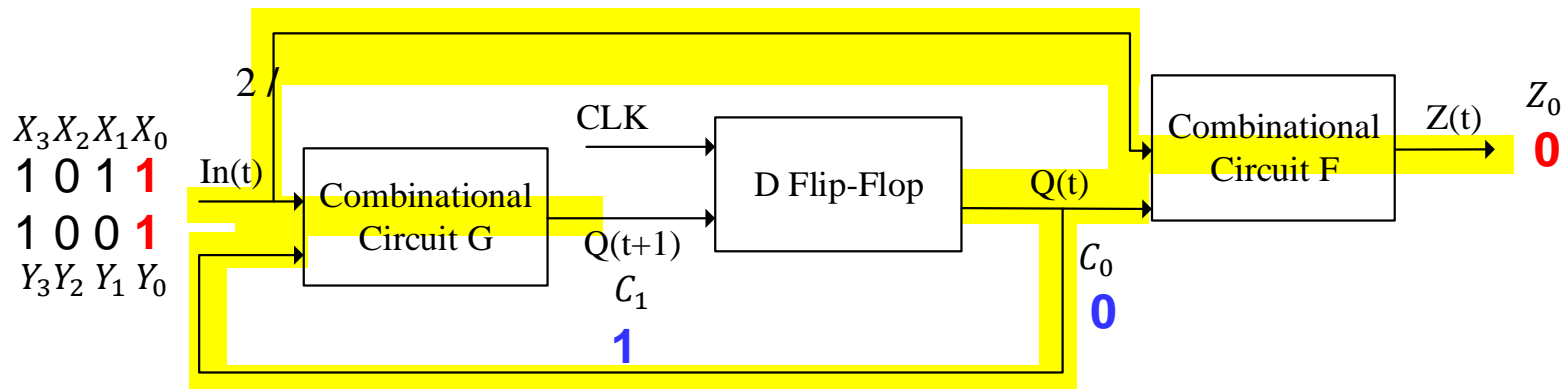 2 /
X₃X₂X₁X₀
1 0 1 1
1 0 0 1
Y₃Y₂ Y₁ Y₀
In(t)
Combinational
Circuit G
Q(t+1)
C₁
1
CLK
D Flip-Flop
Q(t)
C₀
0
Combinational
Circuit F
Z(t)
Z₀
0